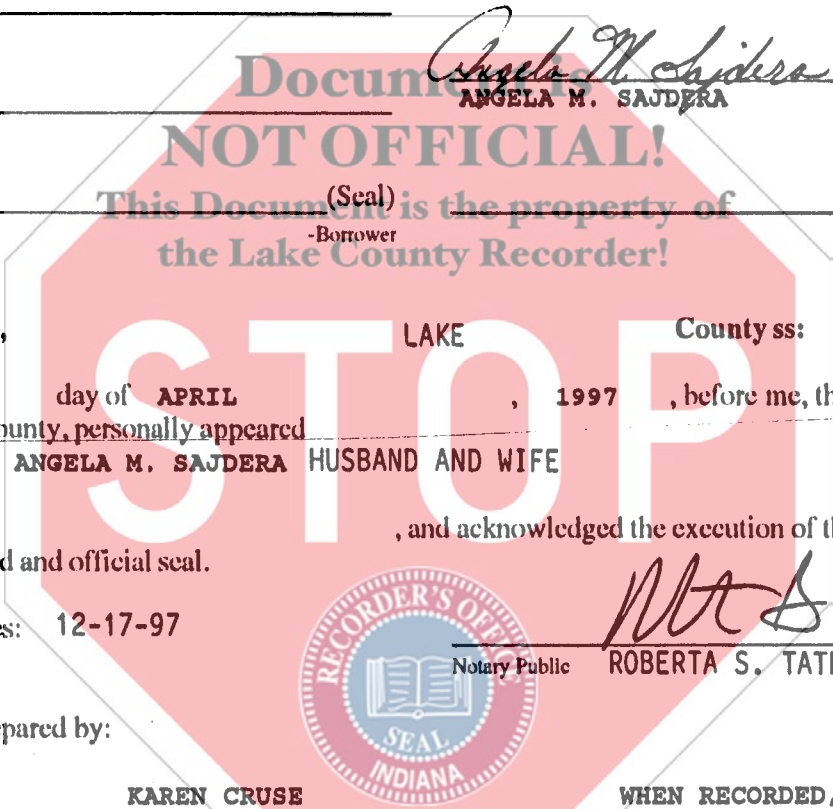 Angela M. Sajdera
Document is
ANGELA M. SAJDERA
NOT OFFICIAL!
(Seal)
This Document is the property of
-Borrower
the Lake County Recorder!
STOP
, LAKE County ss:
day of APRIL , 1997 , before me, th
ounty, personally appeared
ANGELA M. SAJDERA HUSBAND AND WIFE
, and acknowledged the execution of th
d and official seal.
es: 12-17-97
Notary Public ROBERTA S. TAT
RECORDER'S OFFICE
SEAL
INDIANA
epared by:
KAREN CRUSE WHEN RECORDED,